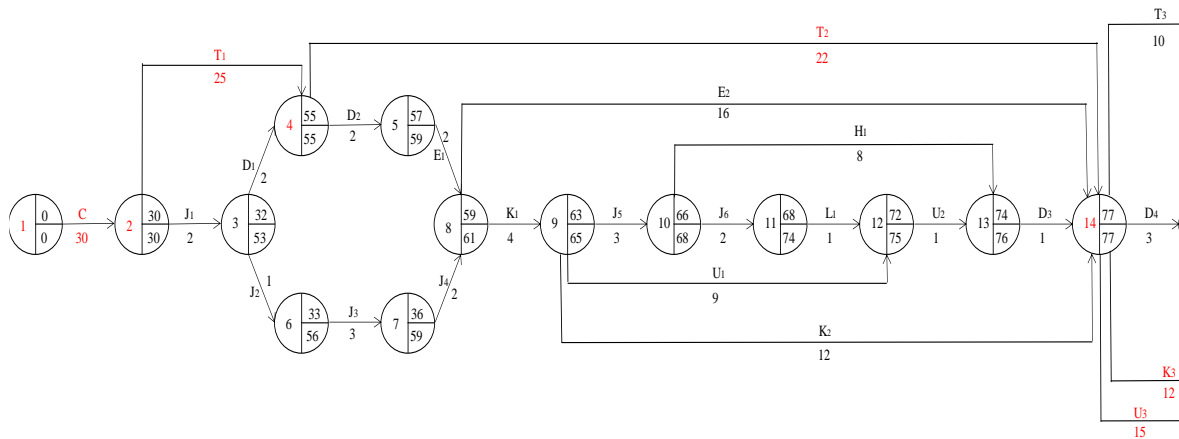 T3
10
T2
22
T1
25
E2
16
H1
8
4 55
55
D2
2
5 57
59
2
E1
D1
2
1 0
0
C
30
2 30
30
J1
2
3 32
53
8 59
61
K1
4
9 63
65
J5
3
10 66
68
J6
2
11 68
74
L1
1
12 72
75
U2
1
13 74
76
D3
1
14 77
77
D4
3
J2
1
6 33
56
J3
3
7 36
59
J4
2
U1
9
K2
12
K3
12
U3
15